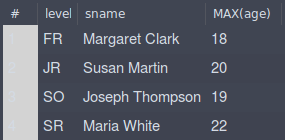 # level sname MAX(age)
FR Margaret Clark 18
JR Susan Martin 20
SO Joseph Thompson 19
SR Maria White 22